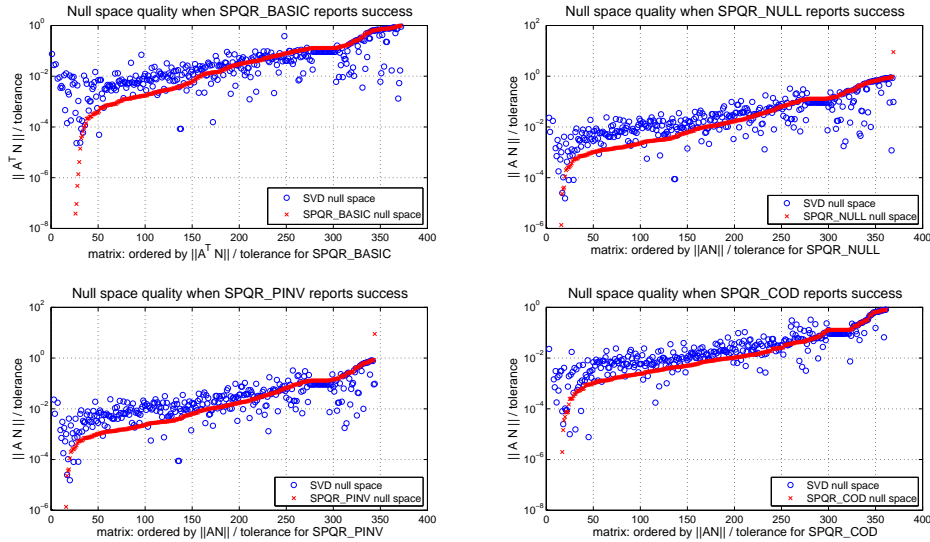 Null space quality when SPQR_BASIC reports success
|| A^T N || / tolerance
10^0
10^-2
10^-4
10^-6
10^-8
0 50 100 150 200 250 300 350 400
SVD null space
SPQR_BASIC null space
matrix: ordered by ||A^T N|| / tolerance for SPQR_BASIC
Null space quality when SPQR_NULL reports success
|| A N || / tolerance
10^2
10^0
10^-2
10^-4
10^-6
0 50 100 150 200 250 300 350 400
SVD null space
SPQR_NULL null space
matrix: ordered by ||AN|| / tolerance for SPQR_NULL
Null space quality when SPQR_PINV reports success
|| A N || / tolerance
10^2
10^0
10^-2
10^-4
10^-6
0 50 100 150 200 250 300 350 400
SVD null space
SPQR_PINV null space
matrix: ordered by ||AN|| / tolerance for SPQR_PINV
Null space quality when SPQR_COD reports success
|| A N || / tolerance
10^0
10^-2
10^-4
10^-6
10^-8
0 50 100 150 200 250 300 350 400
SVD null space
SPQR_COD null space
matrix: ordered by ||AN|| / tolerance for SPQR_COD